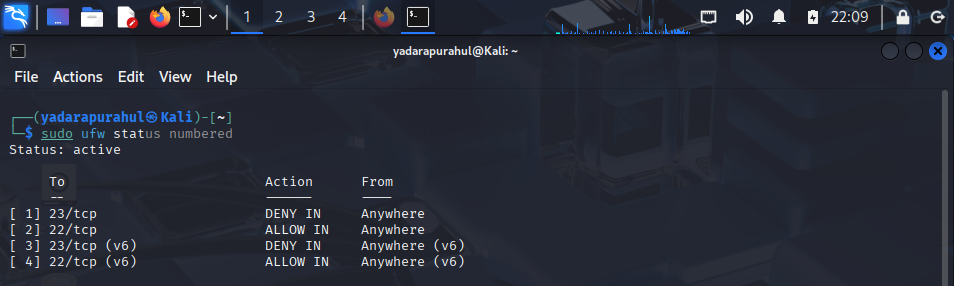 1 2 3 4 22:09
yadarapurahul@Kali: ~
File Actions Edit View Help
┌──(yadarapurahul㉿Kali)-[~]
└─$ sudo ufw status numbered
Status: active
To Action From
-- ------ ----
[ 1] 23/tcp DENY IN Anywhere
[ 2] 22/tcp ALLOW IN Anywhere
[ 3] 23/tcp (v6) DENY IN Anywhere (v6)
[ 4] 22/tcp (v6) ALLOW IN Anywhere (v6)